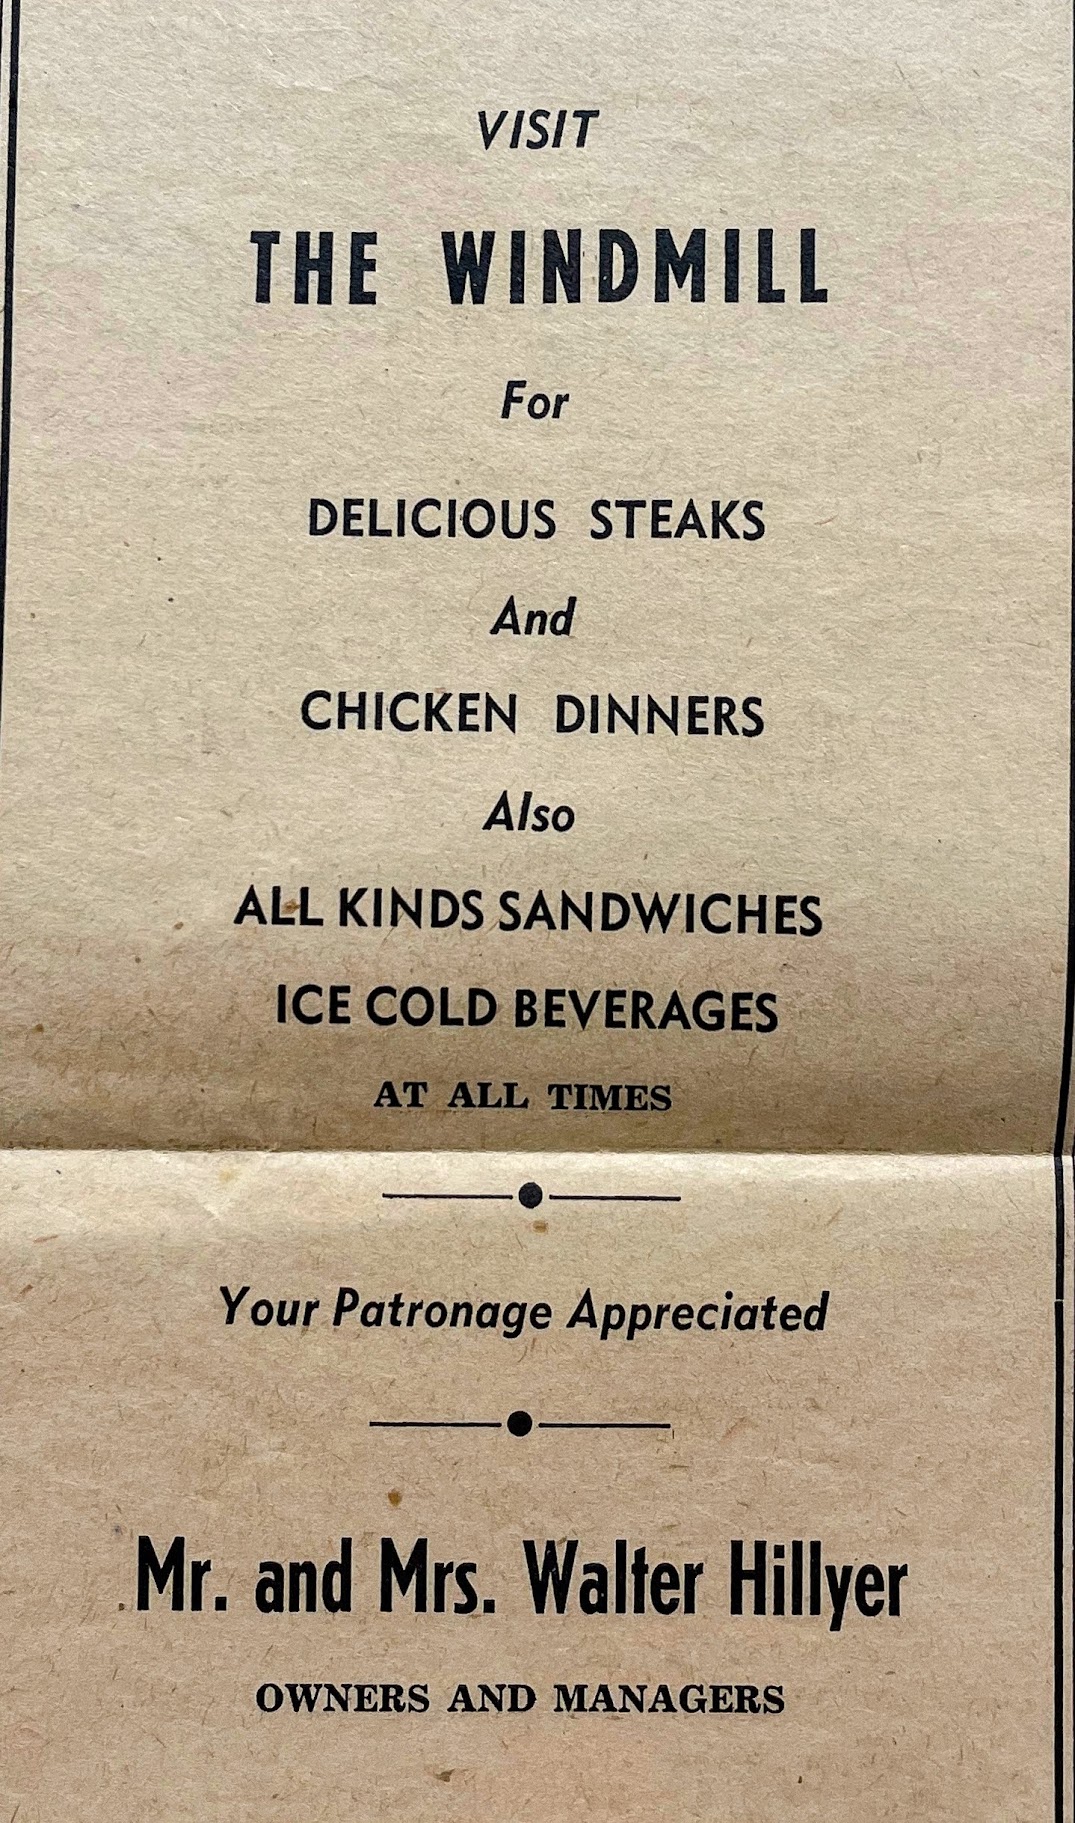 VISIT
THE WINDMILL
For
DELICIOUS STEAKS
And
CHICKEN DINNERS
Also
ALL KINDS SANDWICHES
ICE COLD BEVERAGES
AT ALL TIMES
Your Patronage Appreciated
Mr. and Mrs. Walter Hillyer
OWNERS AND MANAGERS